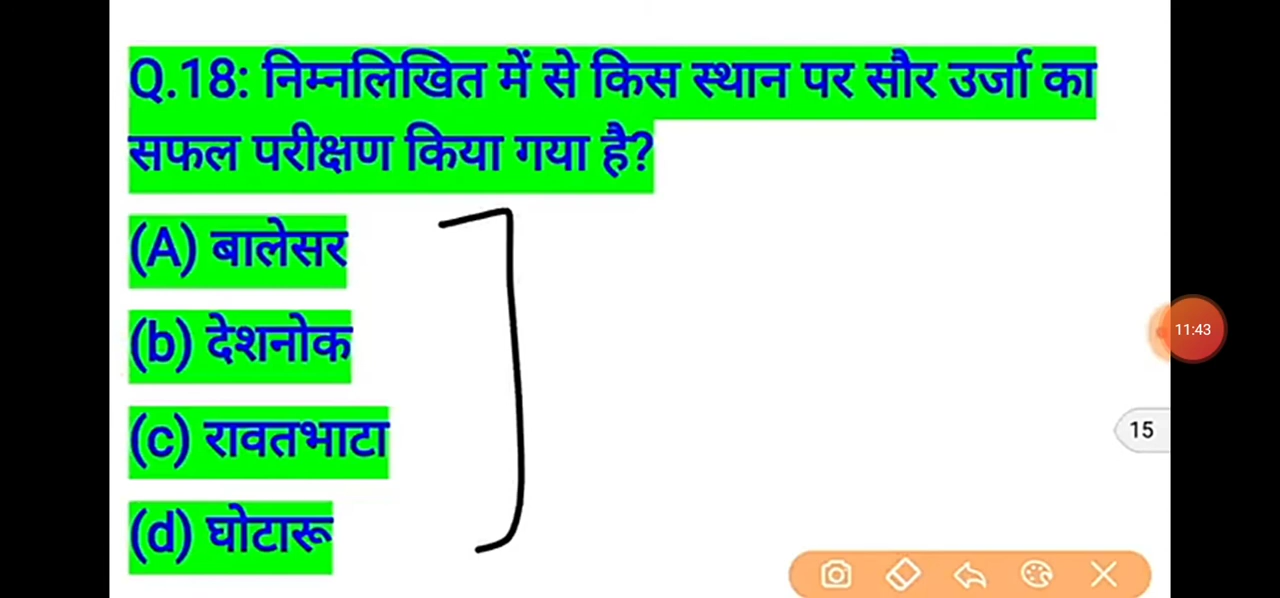 Q.18: निम्नलिखित में से किस स्थान पर सौर उर्जा का
सफल परीक्षण किया गया है?
(A) बालेसर
(b) देशनोक
(c) रावतभाटा
(d) घोटारू
11:43
15